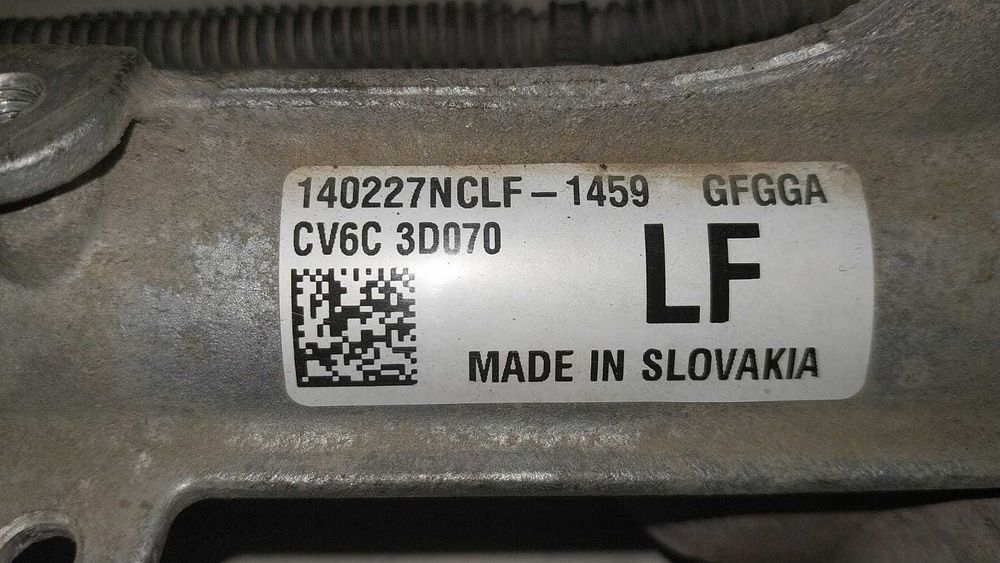 140227NCLF-1459 GFGGA
CV6C 3D070
LF
MADE IN SLOVAKIA